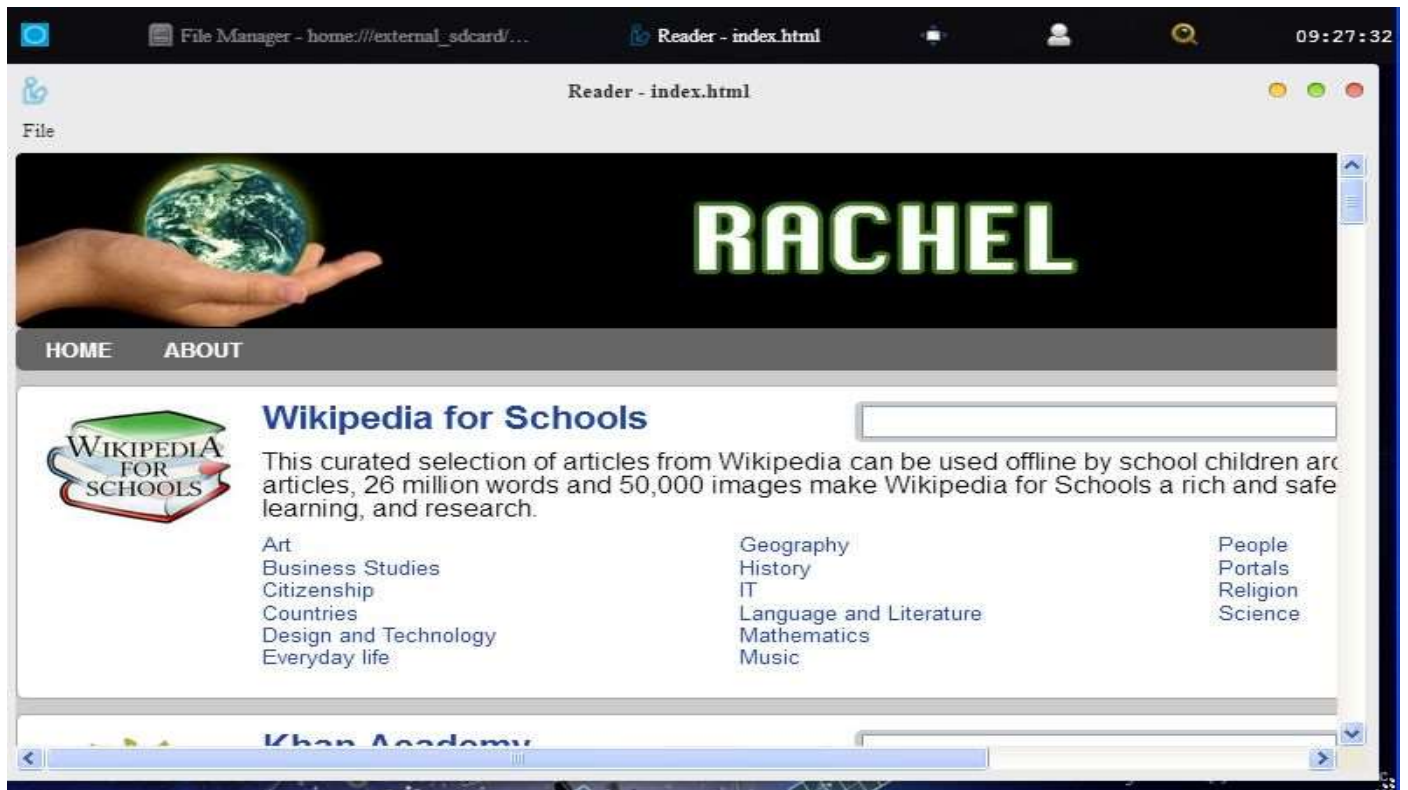 File Manager - home:///external_sdcard/...
Reader - index.html
09:27:32
Reader - index.html
File
RACHEL
HOME ABOUT
WIKIPEDIA
FOR
SCHOOLS
Wikipedia for Schools
This curated selection of articles from Wikipedia can be used offline by school children
articles, 26 million words and 50,000 images make Wikipedia for Schools a rich and safe
learning, and research.
Art
Business Studies
Citizenship
Countries
Design and Technology
Everyday life
Geography
History
IT
Language and Literature
Mathematics
Music
People
Portals
Religion
Science
Khan Academy